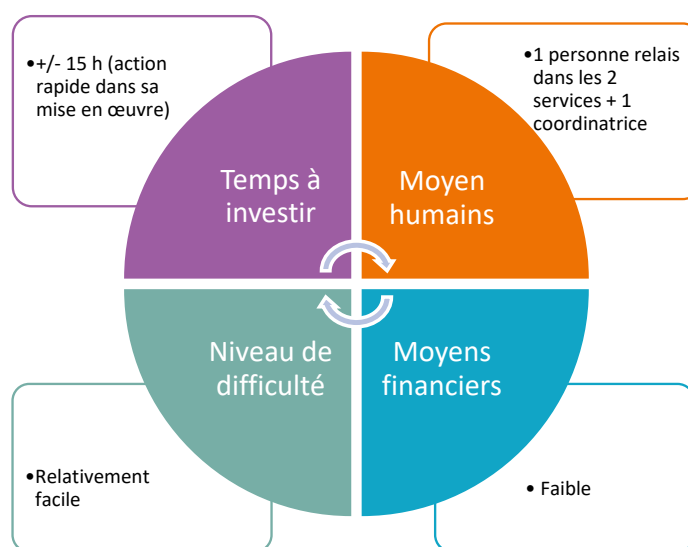 •+/- 15 h (action
rapide dans sa
mise en œuvre)
•1 personne relais
dans les 2
services + 1
coordinatrice
Temps à
investir
Moyen
humains
Niveau de
difficulté
Moyens
financiers
•Relativement
facile
• Faible